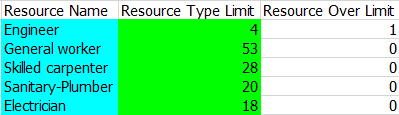 Resource Name Resource Type Limit Resource Over Limit
Engineer 4 1
General worker 53 0
Skilled carpenter 28 0
Sanitary-Plumber 20 0
Electrician 18 0